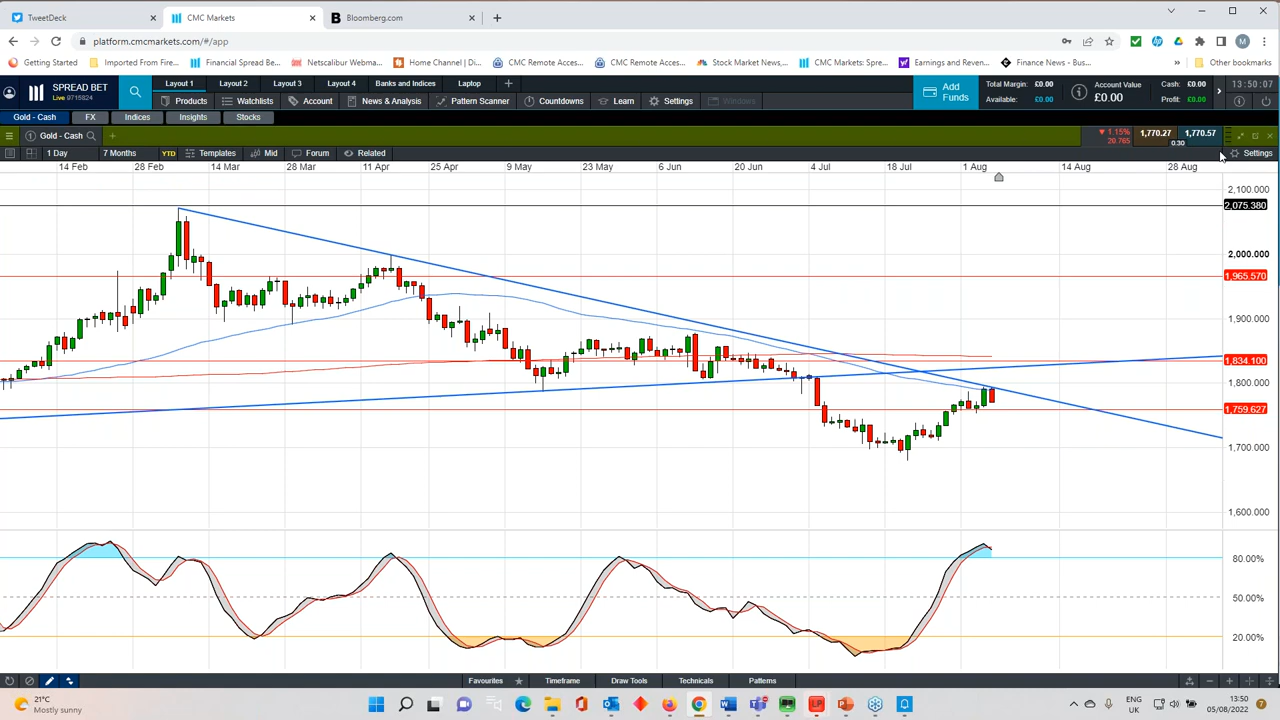 TweetDeck CMC Markets Bloomberg.com
platform.cmcmarkets.com/#/app M
Getting Started Imported From Fire... Financial Spread Be... Netscalibur Webma... Home Channel | Di... CMC Remote Acces... CMC Remote Acces... Stock Market News,... CMC Markets: Spre... Earnings and Reven... Finance News - Bus... » Other bookmarks
SPREAD BET
Live 9715824
Layout 1 Layout 2 Layout 3 Layout 4 Banks and Indices Laptop
Products Watchlists Account News & Analysis Pattern Scanner Countdowns Learn Settings Windows
Add Funds
Total Margin: £0.00
Available: £0.00
Account Value
£0.00
Cash: £0.00
Profit: £0.00
13:50:07
Gold - Cash FX Indices Insights Stocks
1 Gold - Cash
1.15%
20.765
1,770.27 1,770.57
0.30
1 Day 7 Months YTD Templates Mid Forum Related Settings
14 Feb 28 Feb 14 Mar 28 Mar 11 Apr 25 Apr 9 May 23 May 6 Jun 20 Jun 4 Jul 18 Jul 1 Aug 14 Aug 28 Aug
2,100.000
2,075.380
2,000.000
1,965.570
1,900.000
1,834.100
1,800.000
1,759.627
1,700.000
1,600.000
80.00%
50.00%
20.00%
Favourites Timeframe Draw Tools Technicals Patterns
21°C
Mostly sunny
ENG
UK
13:50
05/08/2022